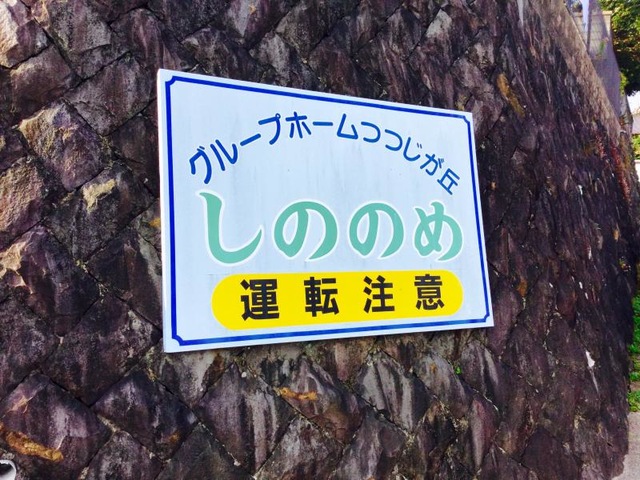 グループホームつつじが丘
しののめ
運転注意